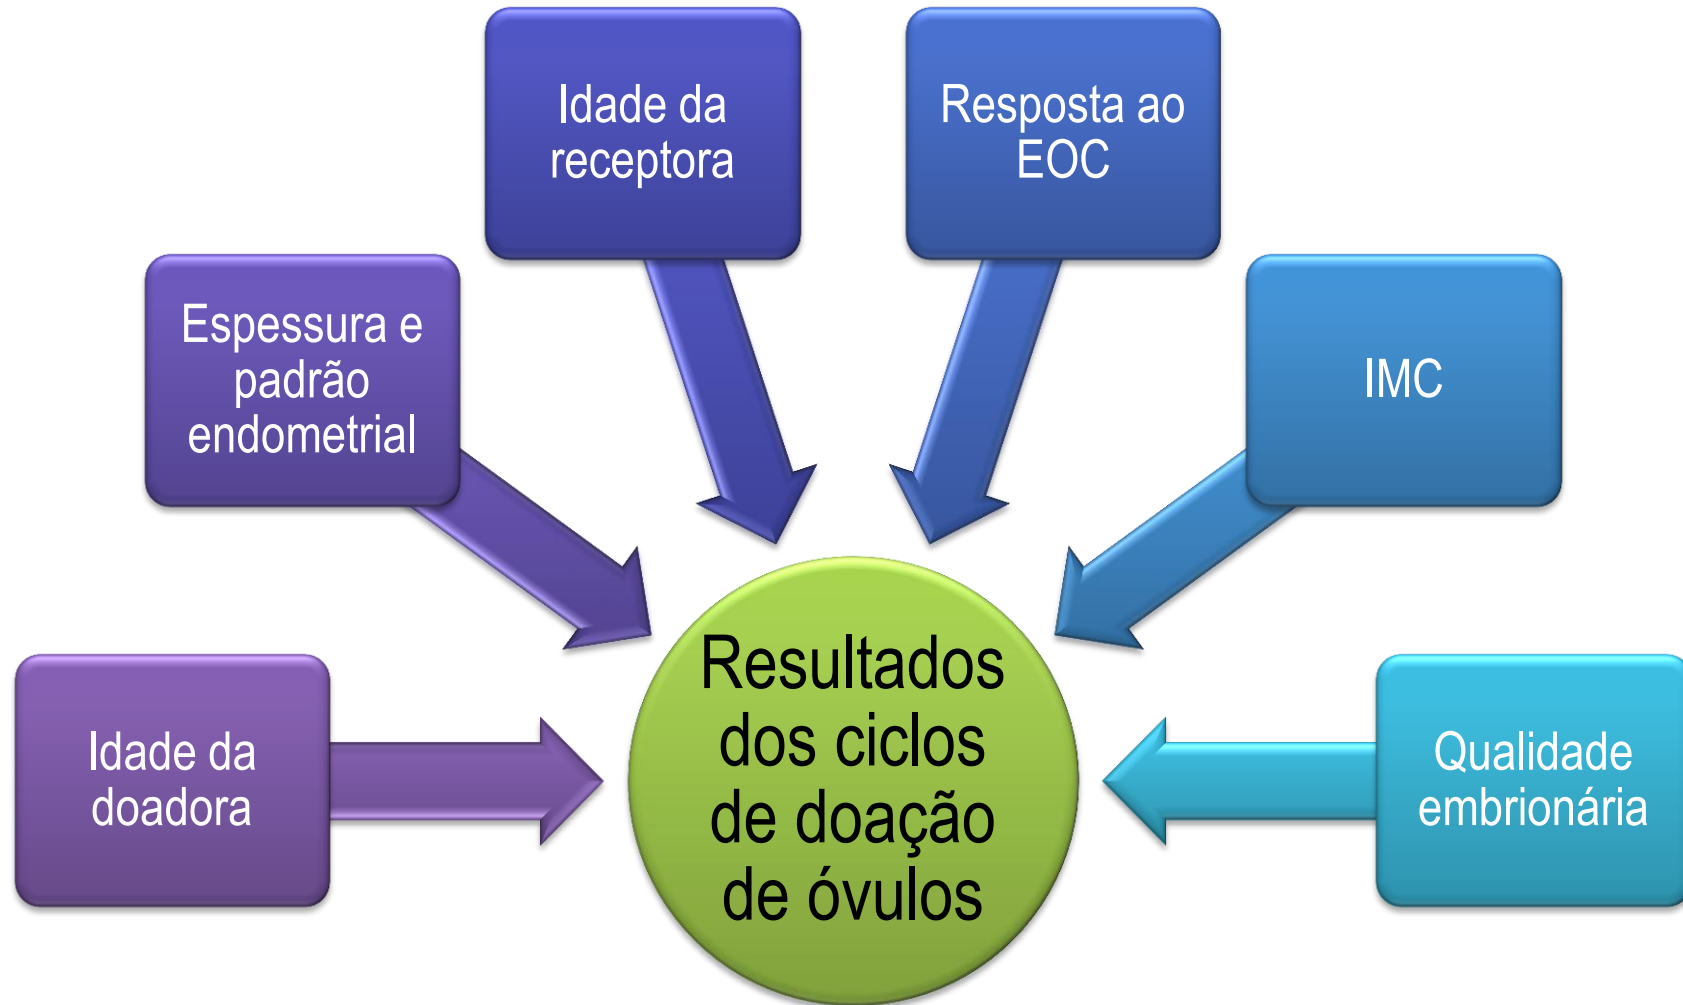 Idade da
receptora
Resposta ao
EOC
Espessura e
padrão
endometrial
IMC
Idade da
doadora
Resultados
dos ciclos
de doação
de óvulos
Qualidade
embrionária